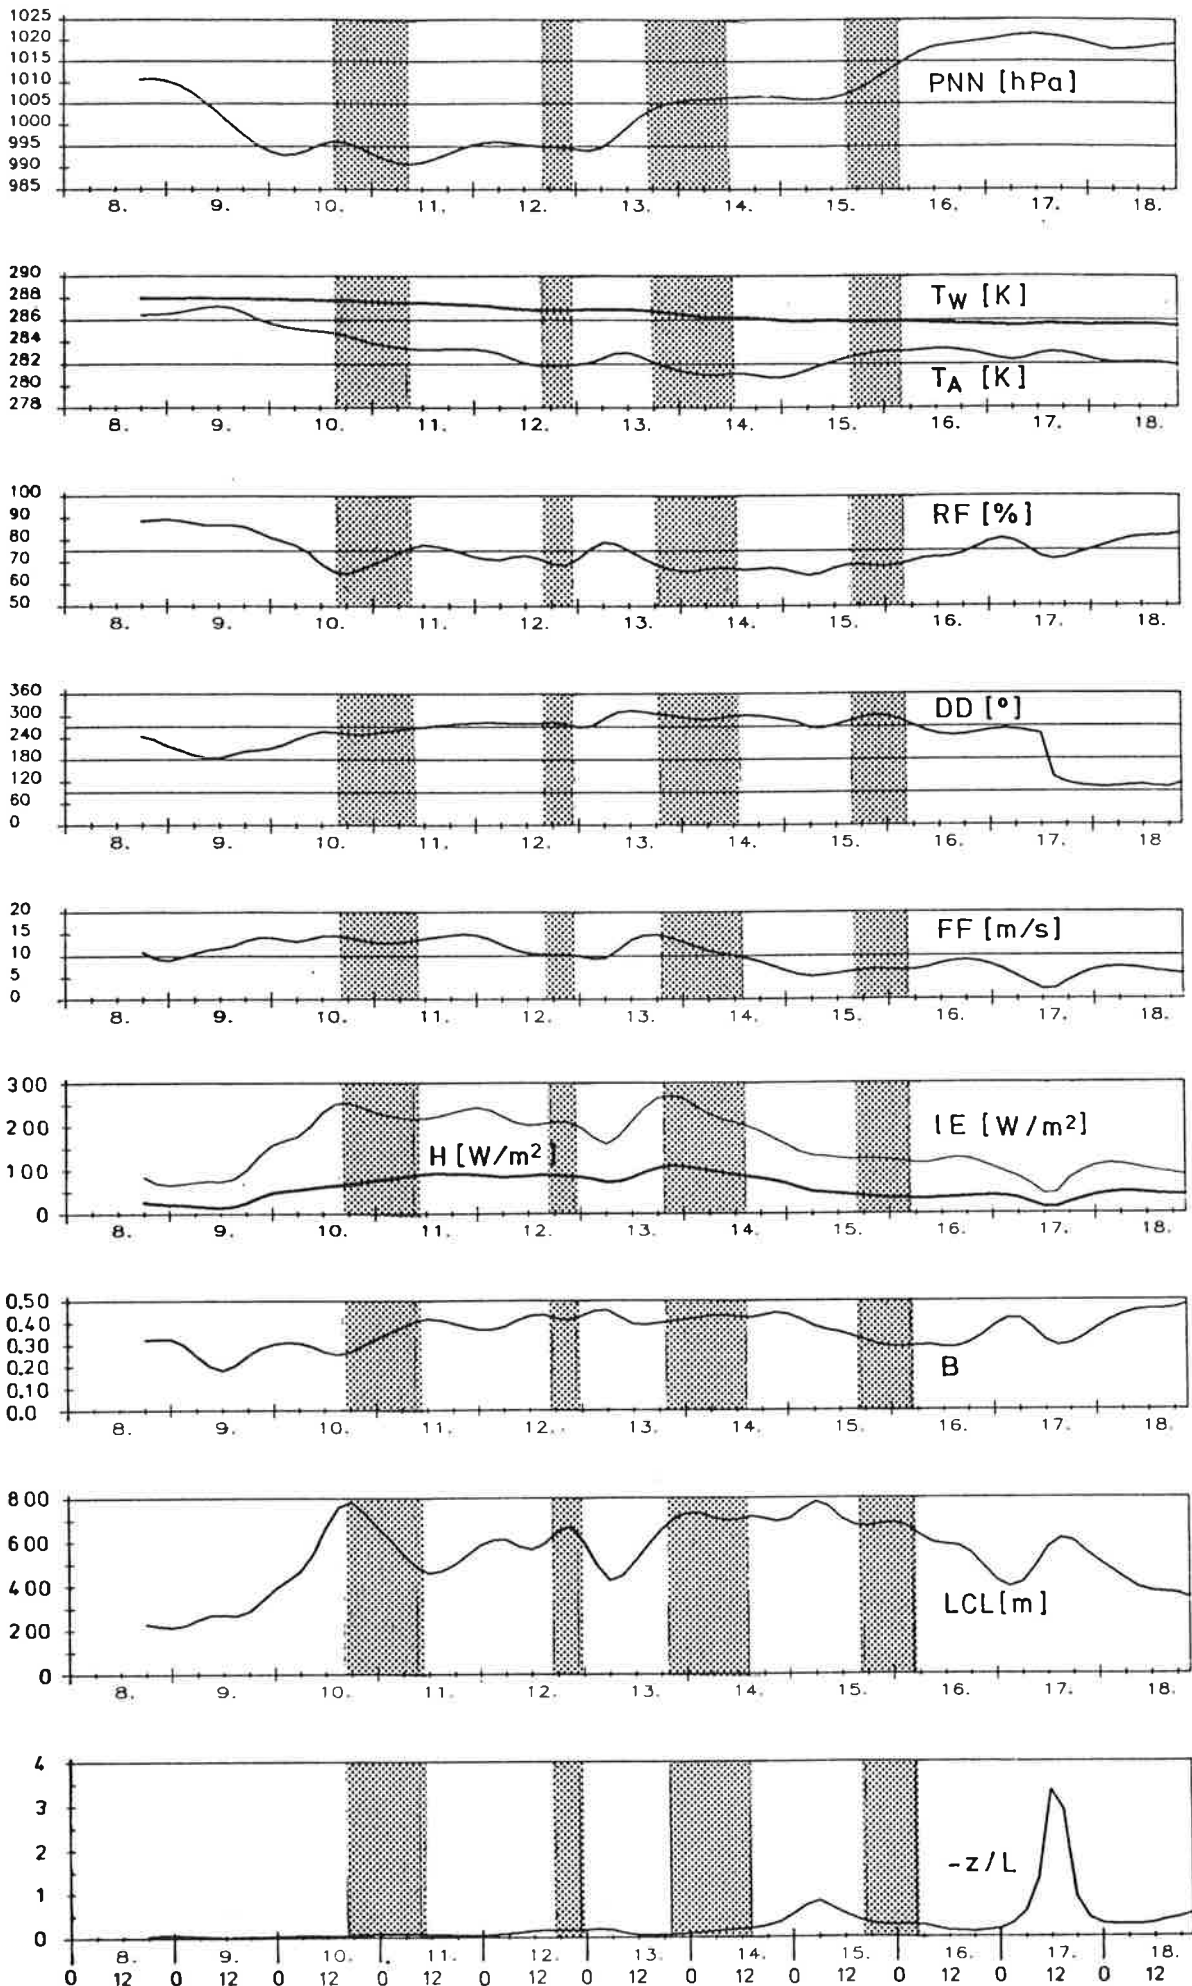 1025
1020
1015
1010
1005
1000
995
990
985
PNN [hPa]
8. 9. 10. 11. 12. 13. 14. 15. 16. 17. 18.
290
288
286
284
282
280
278
TW [K]
TA [K]
8. 9. 10. 11. 12. 13. 14. 15. 16. 17. 18.
100
90
80
70
60
50
RF [%]
8. 9. 10. 11. 12. 13. 14. 15. 16. 17. 18.
360
300
240
180
120
60
0
DD [°]
8. 9. 10. 11. 12. 13. 14. 15. 16. 17. 18
20
15
10
5
0
FF [m/s]
8. 9. 10. 11. 12. 13. 14. 15. 16. 17. 18.
300
200
100
0
lE [W/m²]
H [W/m²]
8. 9. 10. 11. 12. 13. 14. 15. 16. 17. 18.
0.50
0.40
0.30
0.20
0.10
0.0
B
8. 9. 10. 11. 12. 13. 14. 15. 16. 17. 18.
800
600
400
200
0
LCL[m]
8. 9. 10. 11. 12. 13. 14. 15. 16. 17. 18.
4
3
2
1
0
-z/L
8. 9. 10. 11. 12. 13. 14. 15. 16. 17. 18.
0 12 0 12 0 12 0 12 0 12 0 12 0 12 0 12 0 12 0 12 0 12